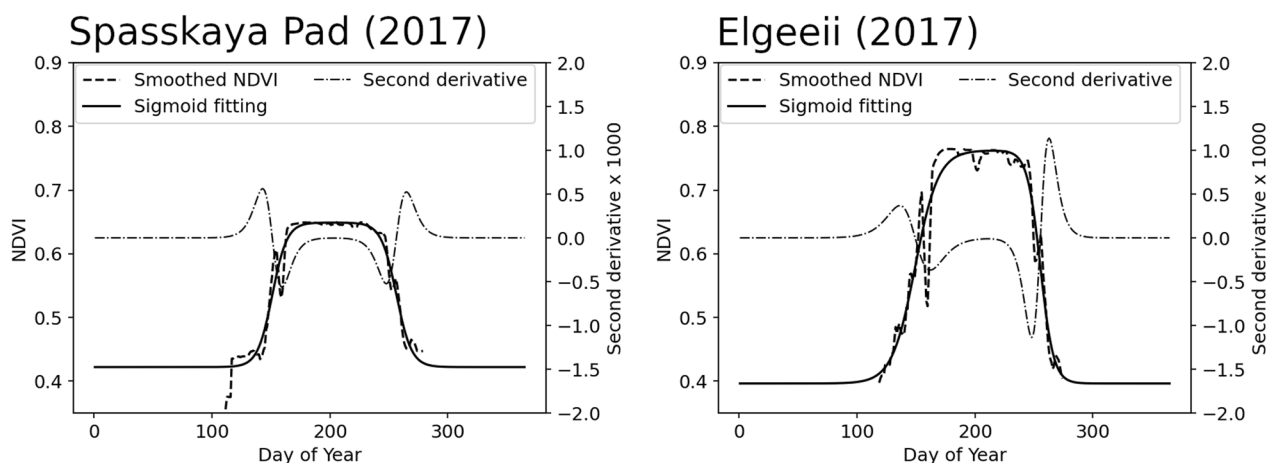 Spasskaya Pad (2017)
Smoothed NDVI
Second derivative
Sigmoid fitting
0.9
0.8
0.7
0.6
0.5
0.4
NDVI
2.0
1.5
1.0
0.5
0.0
−0.5
−1.0
−1.5
−2.0
Second derivative x 1000
0
100
200
300
Day of Year
Elgeeii (2017)
Smoothed NDVI
Second derivative
Sigmoid fitting
0.9
0.8
0.7
0.6
0.5
0.4
NDVI
2.0
1.5
1.0
0.5
0.0
−0.5
−1.0
−1.5
−2.0
Second derivative x 1000
0
100
200
300
Day of Year